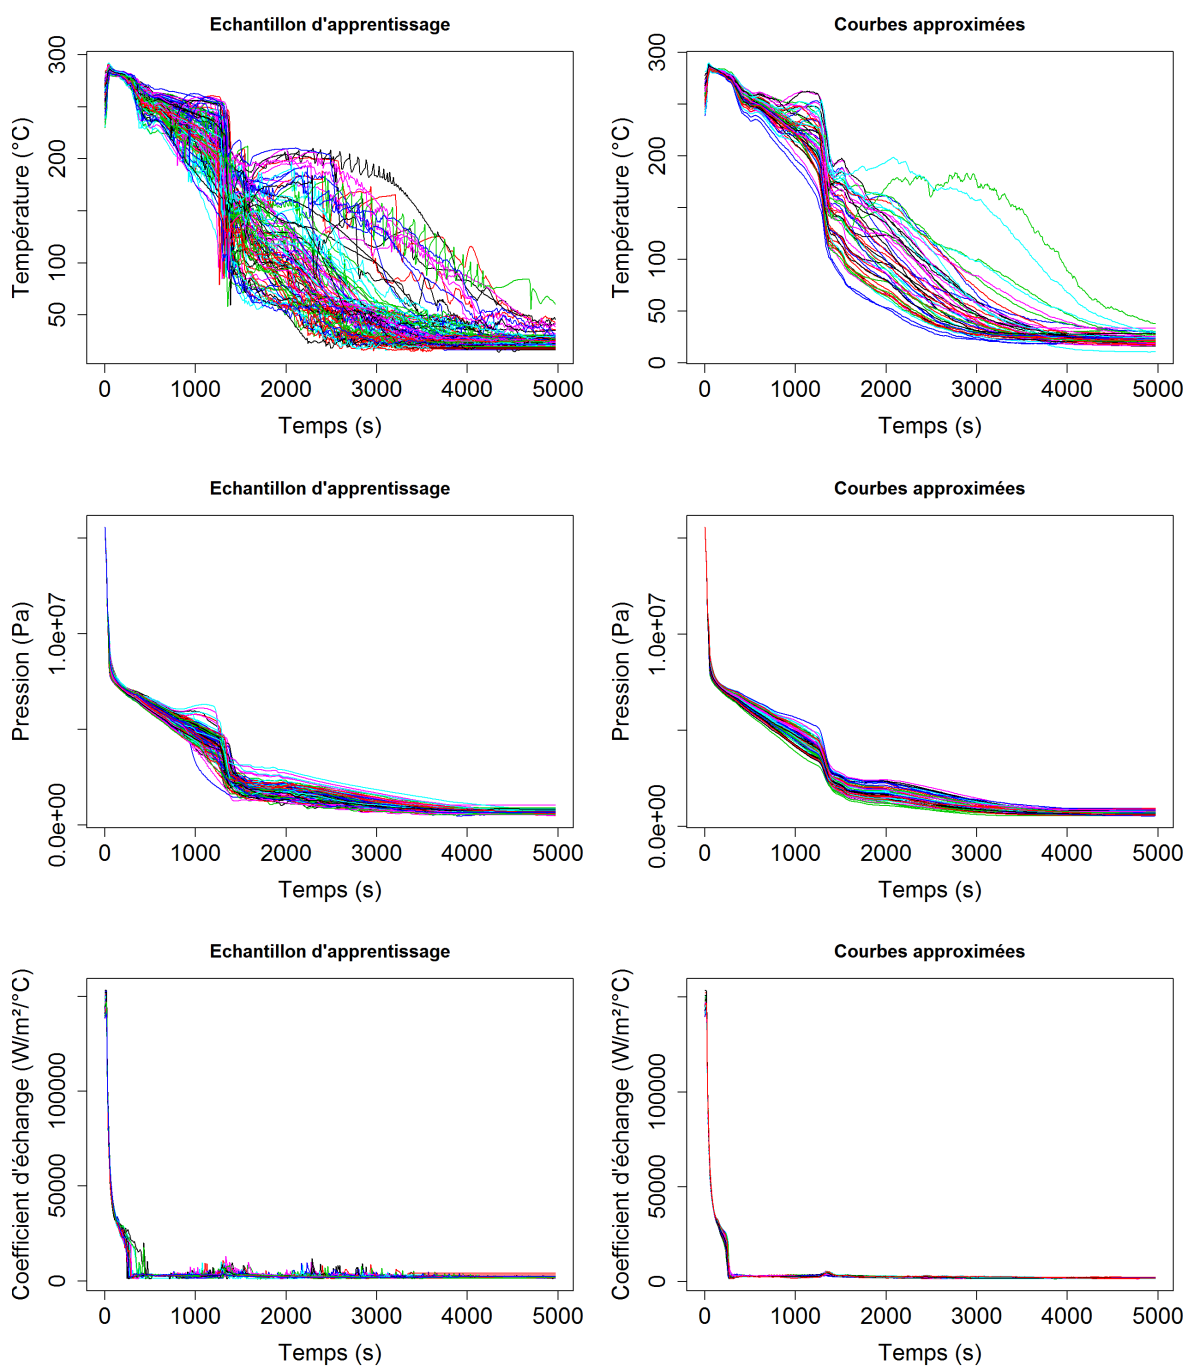 Echantillon d'apprentissage
Température (°C)
300
200
100
50
0 1000 2000 3000 4000 5000
Temps (s)
Courbes approximées
Température (°C)
300
200
100
50
0
0 1000 2000 3000 4000 5000
Temps (s)
Echantillon d'apprentissage
Pression (Pa)
1.0e+07
0.0e+00
0 1000 2000 3000 4000 5000
Temps (s)
Courbes approximées
Pression (Pa)
1.0e+07
0.0e+00
0 1000 2000 3000 4000 5000
Temps (s)
Echantillon d'apprentissage
Coefficient d'échange (W/m²/°C)
100000
50000
0
0 1000 2000 3000 4000 5000
Temps (s)
Courbes approximées
Coefficient d'échange (W/m²/°C)
100000
50000
0
0 1000 2000 3000 4000 5000
Temps (s)